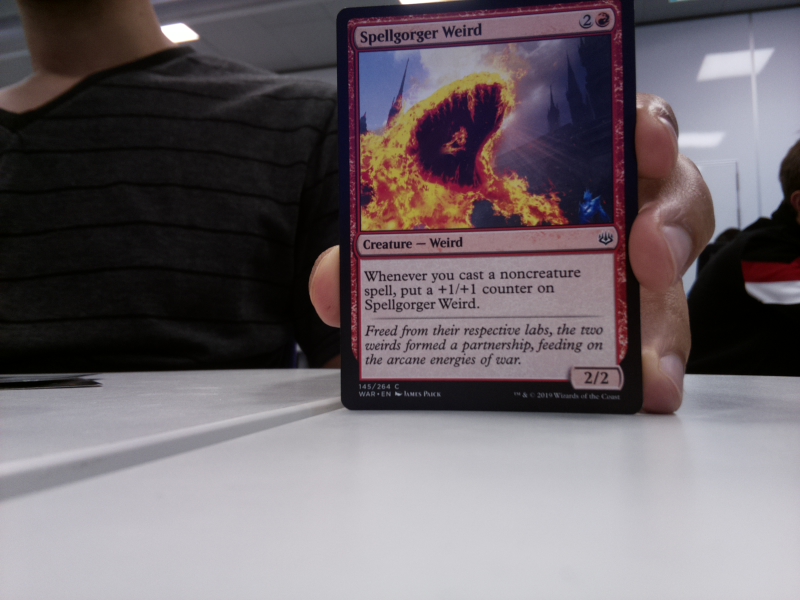 Spellgorger Weird 2
Creature — Weird
Whenever you cast a noncreature
spell, put a +1/+1 counter on
Spellgorger Weird.
Freed from their respective labs, the two
weirds formed a partnership, feeding on
the arcane energies of war.
2/2
145/264 C
WAR • EN James Paick
™ & © 2019 Wizards of the Coast